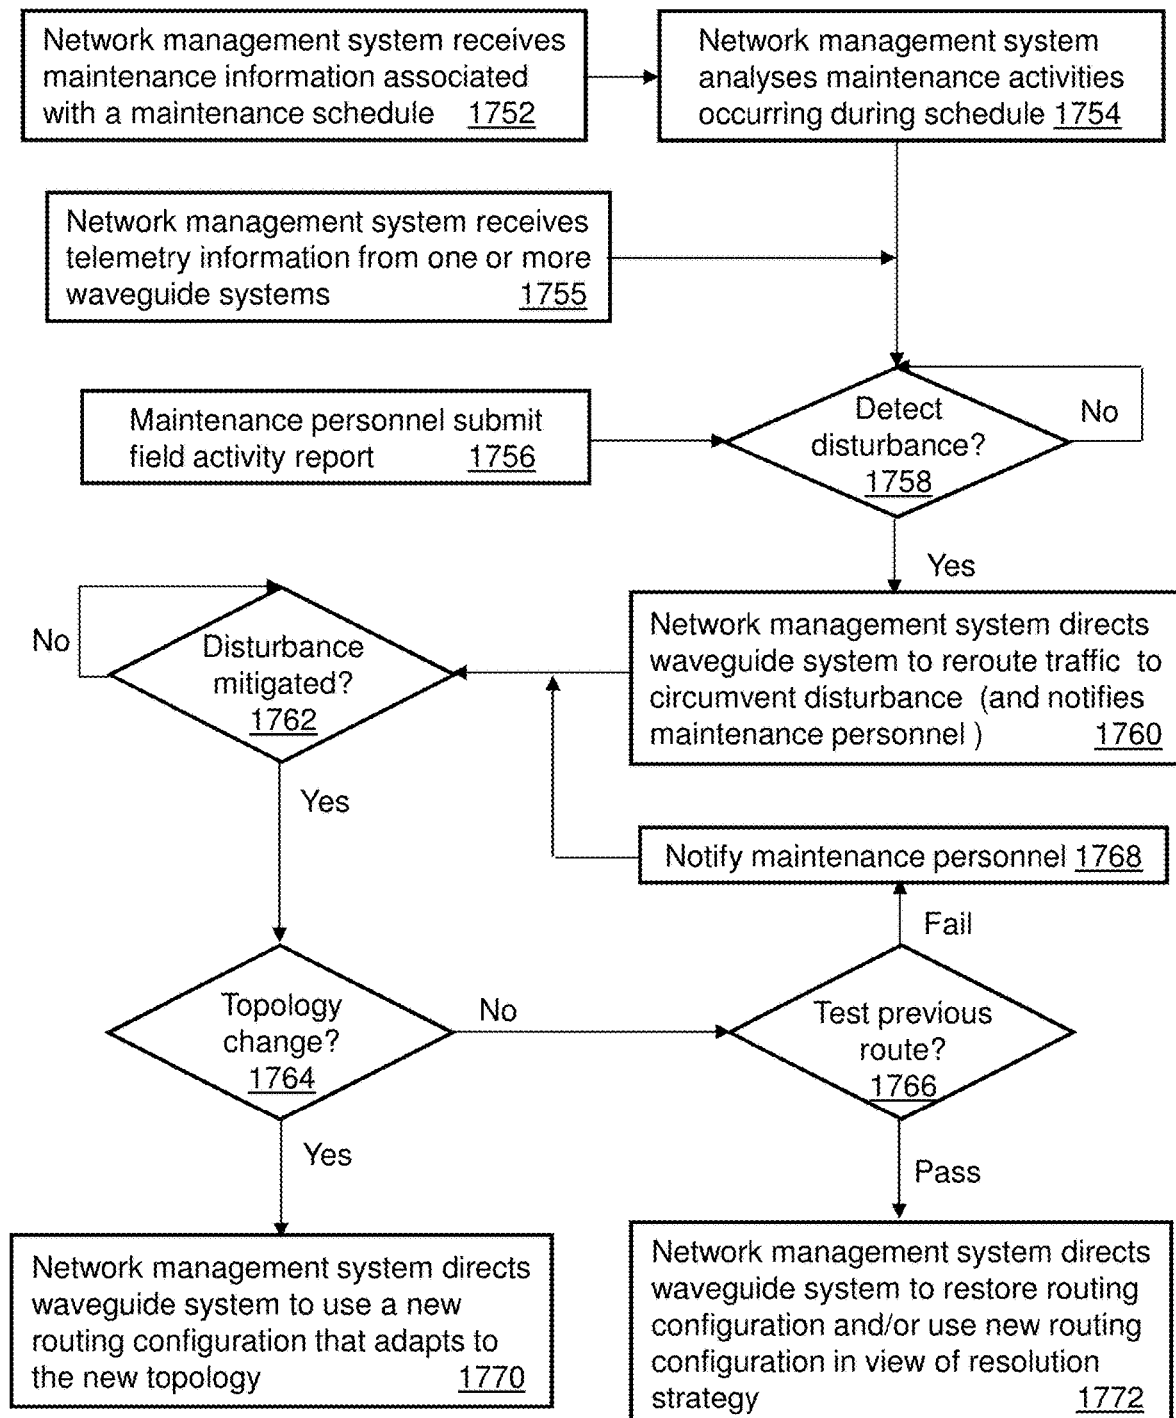 Network management system receives
maintenance information associated
with a maintenance schedule 1752
Network management system
analyses maintenance activities
occurring during schedule 1754
Network management system receives
telemetry information from one or more
waveguide systems 1755
Maintenance personnel submit
field activity report 1756
Detect
disturbance?
1758
No
Yes
Network management system directs
waveguide system to reroute traffic to
circumvent disturbance (and notifies
maintenance personnel ) 1760
No
Disturbance
mitigated?
1762
Yes
Notify maintenance personnel 1768
Fail
Topology
change?
1764
No
Test previous
route?
1766
Yes
Pass
Network management system directs
waveguide system to use a new
routing configuration that adapts to
the new topology 1770
Network management system directs
waveguide system to restore routing
configuration and/or use new routing
configuration in view of resolution
strategy 1772